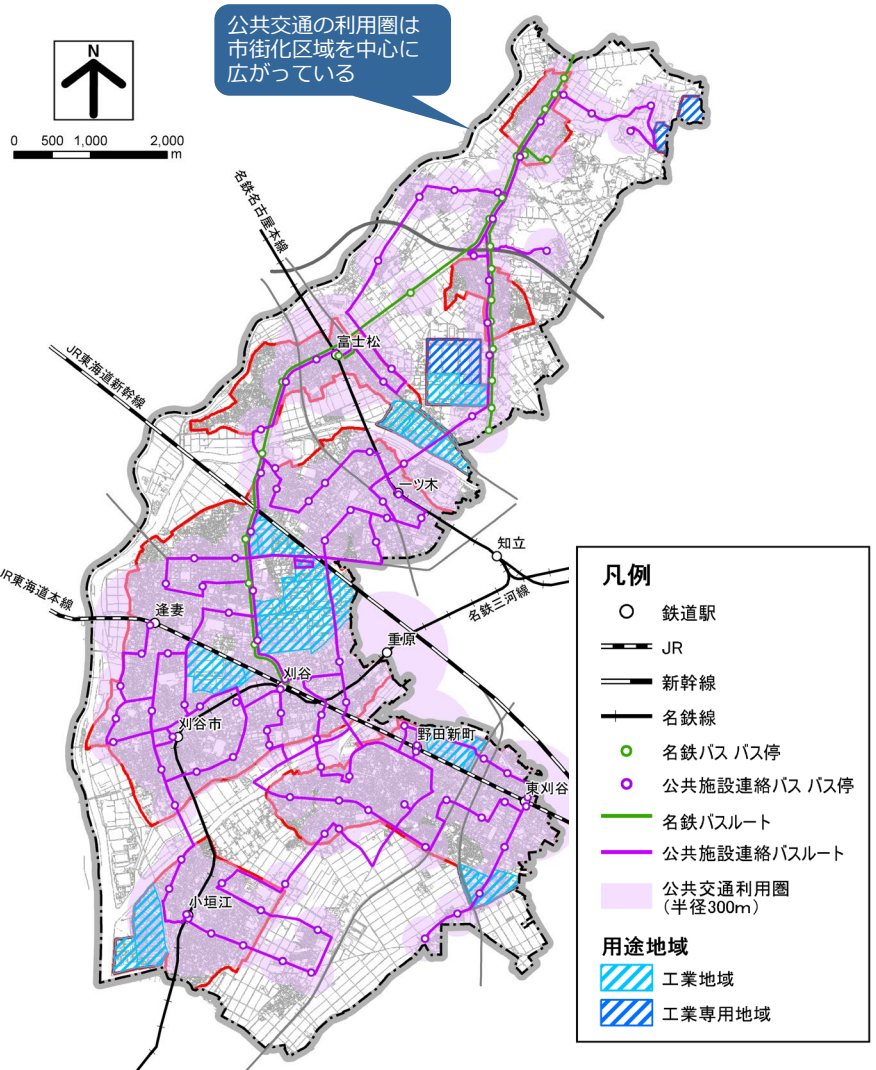 公共交通の利用圏は
市街化区域を中心に
広がっている
N
0 500 1,000 2,000
m
名鉄名古屋本線
富士松
JR東海道新幹線
一ツ木
知立
名鉄三河線
JR東海道本線
逢妻
重原
刈谷
刈谷市
野田新町
東刈谷
小垣江
凡例
鉄道駅
JR
新幹線
名鉄線
名鉄バス バス停
公共施設連絡バス バス停
名鉄バスルート
公共施設連絡バスルート
公共交通利用圏
(半径300m)
用途地域
工業地域
工業専用地域